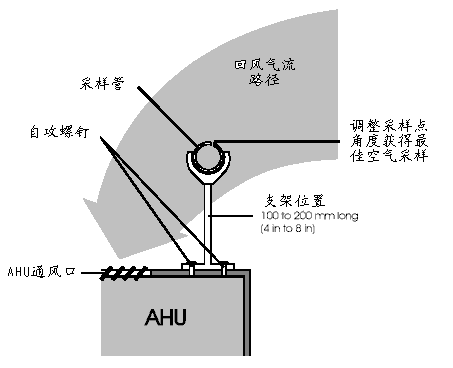 回风气流
路径
采样管
自攻螺钉
调整采样点
角度获得最
佳空气采样
支架位置
100 to 200 mm long
(4 in to 8 in)
AHU通风口
AHU